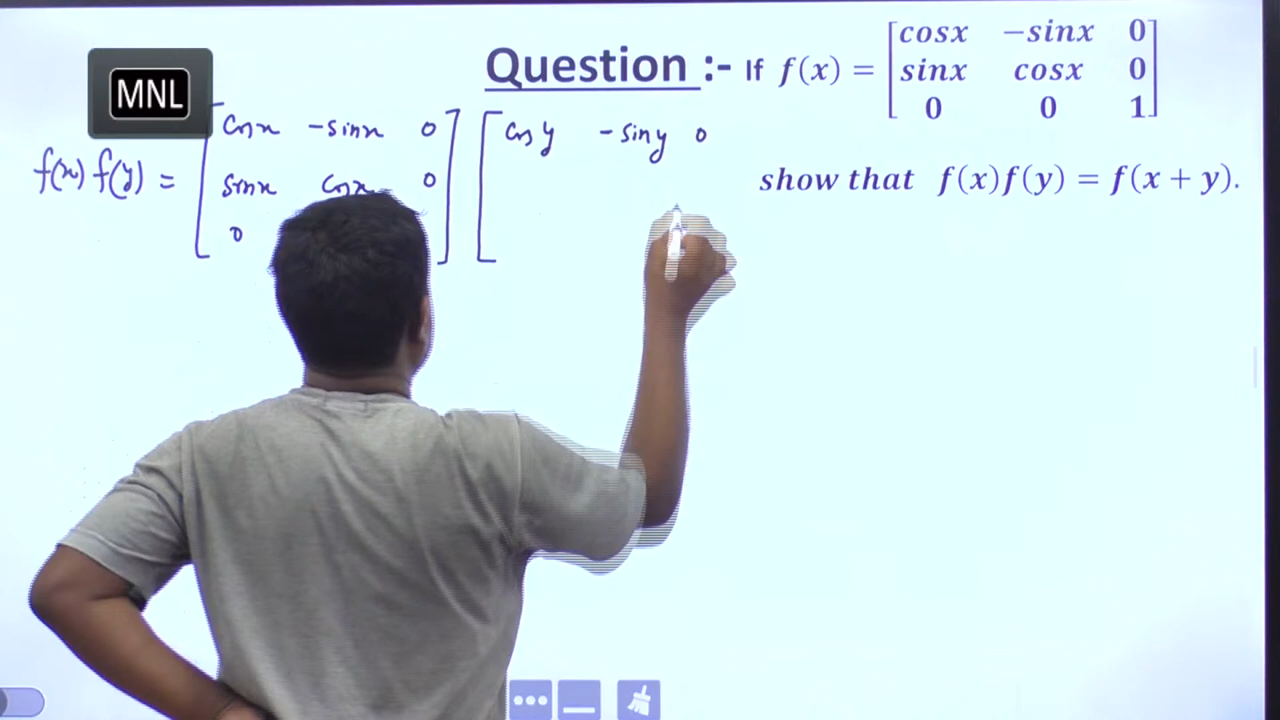 MNL
Question :- If f(x) = [cosx −sinx 0]
[sinx cosx 0]
[0 0 1]
show that f(x)f(y) = f(x + y).
f(x) f(y) = [cosx -sinx 0] [cosy -siny 0
[sinx cosx 0]
[0